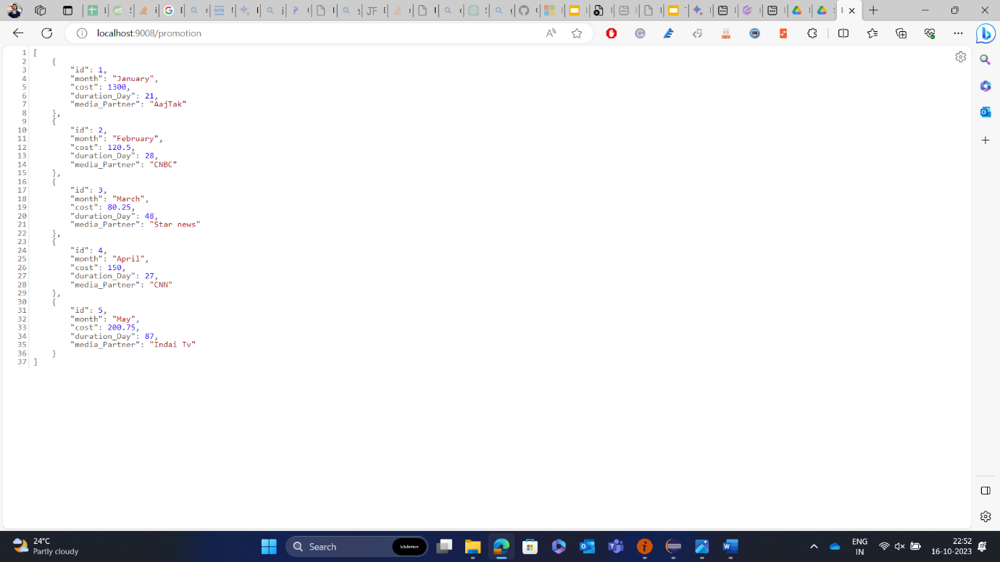 localhost:9008/promotion
1 [
2 {
3 "id": 1,
4 "month": "January",
5 "cost": 1300,
6 "duration_Day": 21,
7 "media_Partner": "AajTak"
8 },
9 {
10 "id": 2,
11 "month": "February",
12 "cost": 120.5,
13 "duration_Day": 28,
14 "media_Partner": "CNBC"
15 },
16 {
17 "id": 3,
18 "month": "March",
19 "cost": 80.25,
20 "duration_Day": 48,
21 "media_Partner": "Star news"
22 },
23 {
24 "id": 4,
25 "month": "April",
26 "cost": 150,
27 "duration_Day": 27,
28 "media_Partner": "CNN"
29 },
30 {
31 "id": 5,
32 "month": "May",
33 "cost": 200.75,
34 "duration_Day": 87,
35 "media_Partner": "Indai Tv"
36 }
37 ]
24°C
Partly cloudy
Search
lululemon
ENG
IN
22:52
16-10-2023